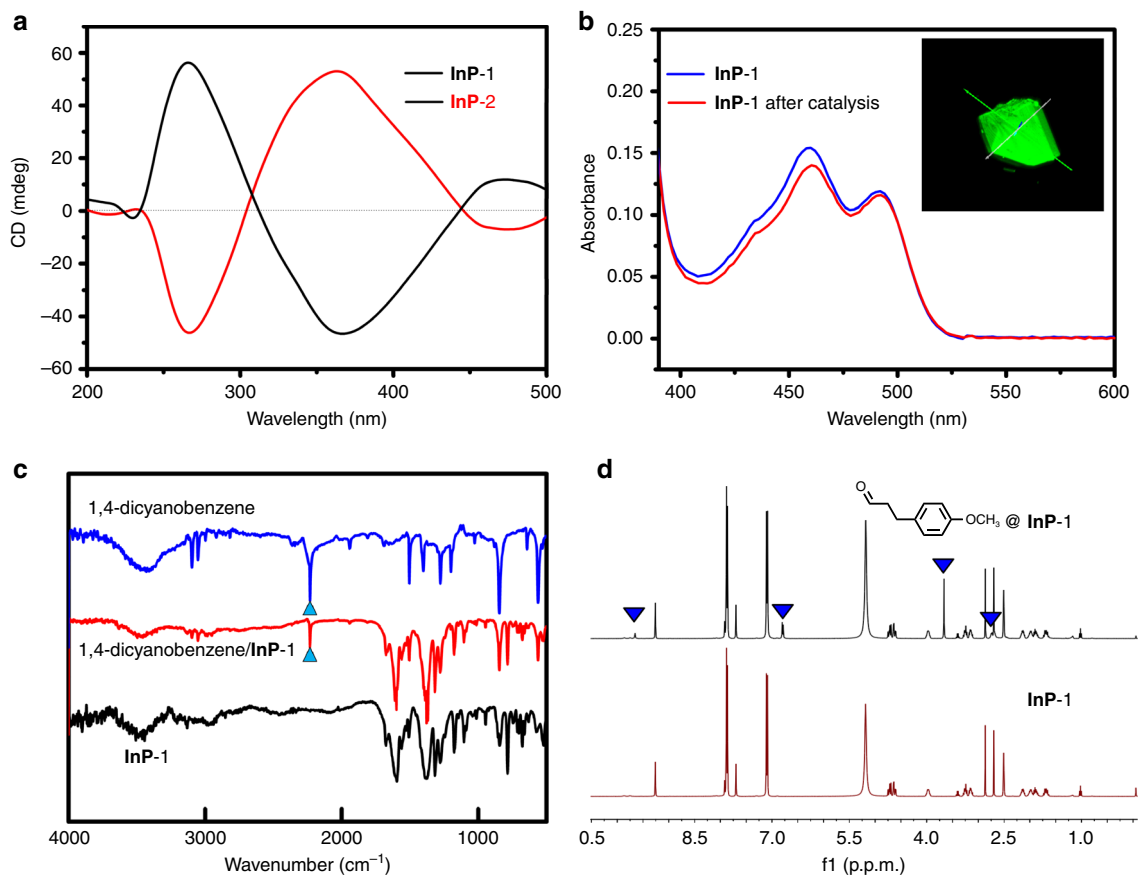 a
60
40
20
0
−20
−40
−60
CD (mdeg)
InP-1
InP-2
200
300
400
500
Wavelength (nm)
b
0.25
0.20
0.15
0.10
0.05
0.00
Absorbance
InP-1
InP-1 after catalysis
400
450
500
550
600
Wavelength (nm)
c
1,4-dicyanobenzene
1,4-dicyanobenzene/InP-1
InP-1
4000
3000
2000
1000
Wavenumber (cm⁻¹)
d
O
OCH₃ @ InP-1
InP-1
0.5
8.5
7.0
5.5
4.0
2.5
1.0
f1 (p.p.m.)